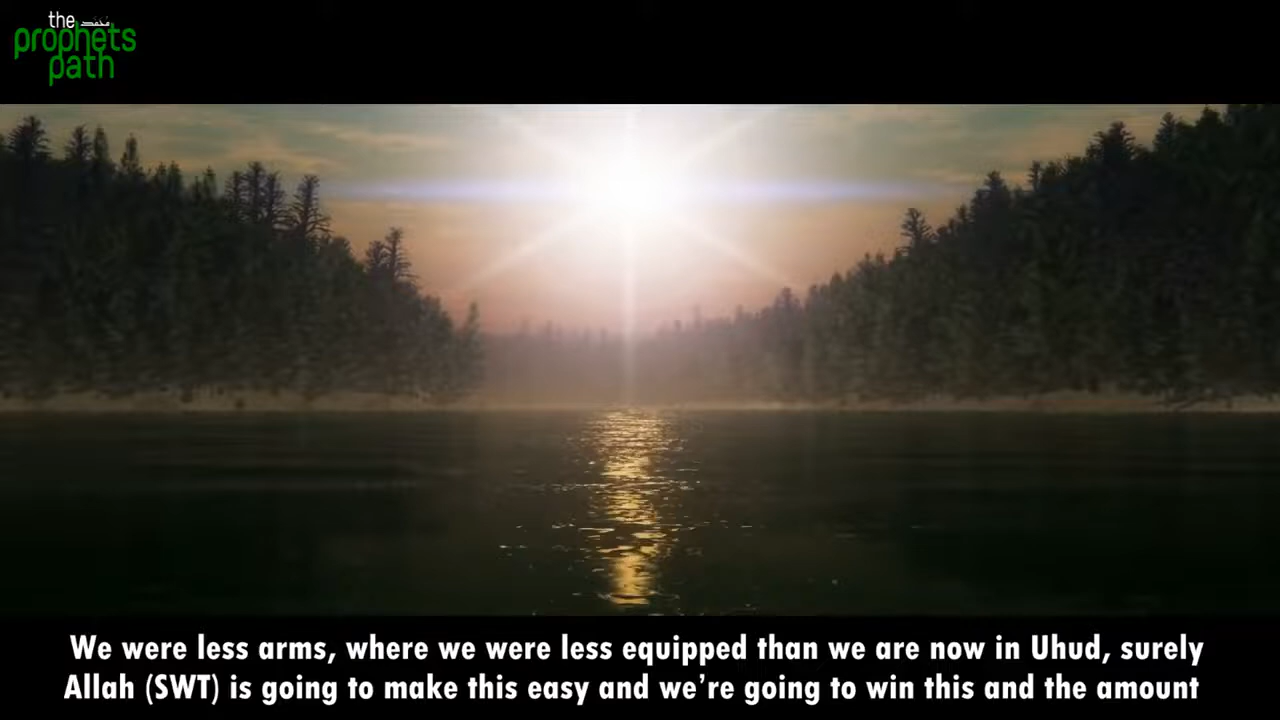 the محمد
prophets
path
We were less arms, where we were less equipped than we are now in Uhud, surely
Allah (SWT) is going to make this easy and we’re going to win this and the amount